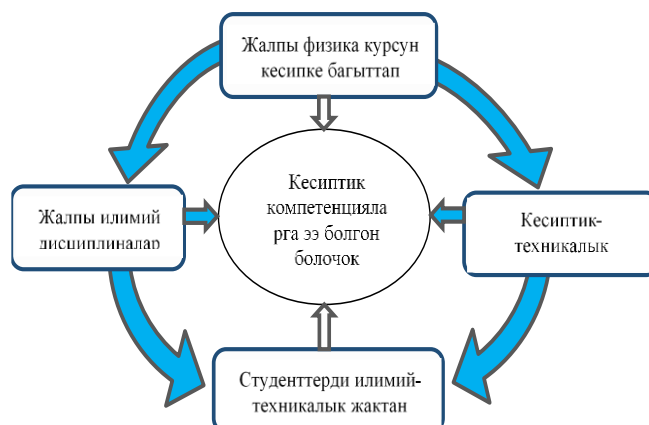 Жалпы физика курсун
кесипке багыттап
Жалпы илимий
дисциплиналар
Кесиптик
компетенцияла
рга ээ болгон
болочок
Кесиптик-
техникалык
Студенттерди илимий-
техникалык жактан